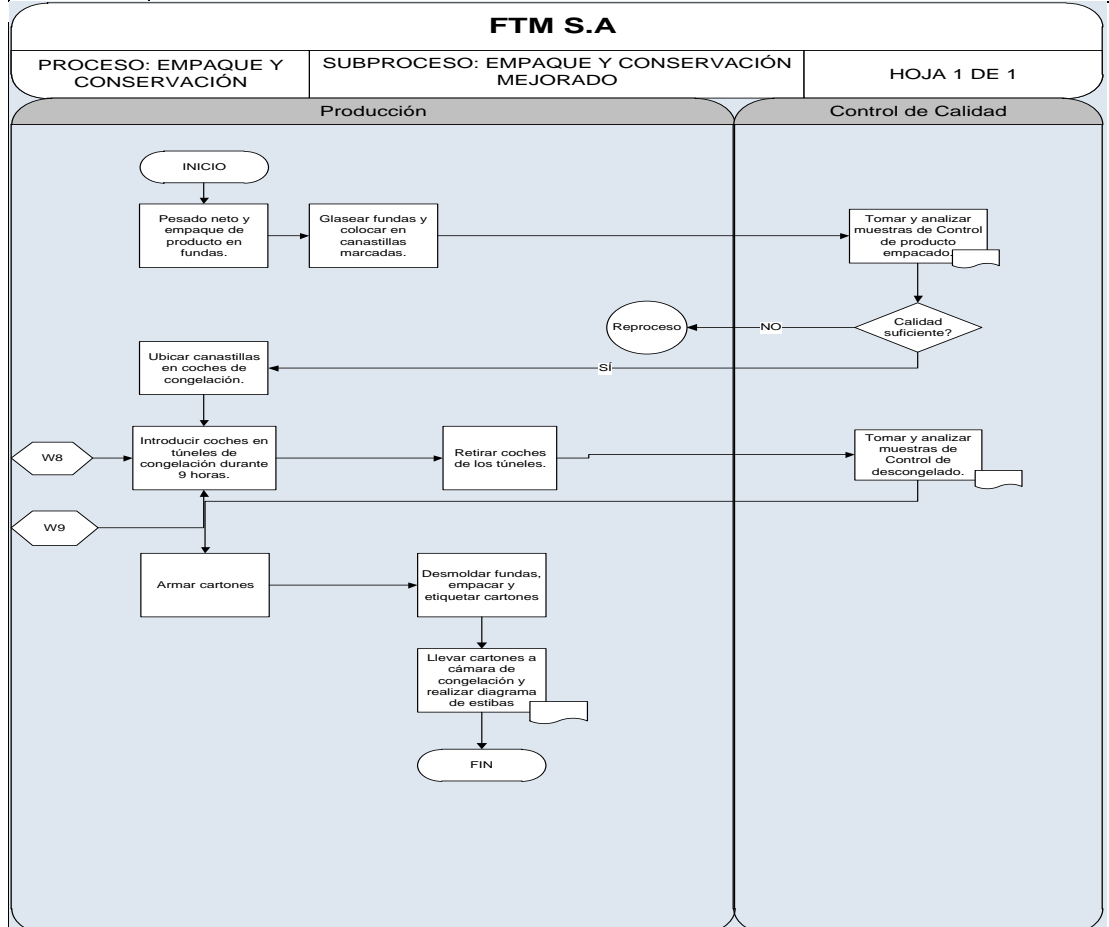 FTM S.A
PROCESO: EMPAQUE Y
CONSERVACIÓN
SUBPROCESO: EMPAQUE Y CONSERVACIÓN
MEJORADO
HOJA 1 DE 1
Producción
Control de Calidad
INICIO
Pesado neto y
empaque de
producto en
fundas.
Glasear fundas y
colocar en
canastillas
marcadas.
Tomar y analizar
muestras de Control
de producto
empacado.
Calidad
suficiente?
NO
Reproceso
SÍ
Ubicar canastillas
en coches de
congelación.
W8
Introducir coches en
túneles de
congelación durante
9 horas.
Retirar coches
de los túneles.
Tomar y analizar
muestras de
Control de
descongelado.
W9
Armar cartones
Desmoldar fundas,
empacar y
etiquetar cartones
Llevar cartones a
cámara de
congelación y
realizar diagrama
de estibas
FIN